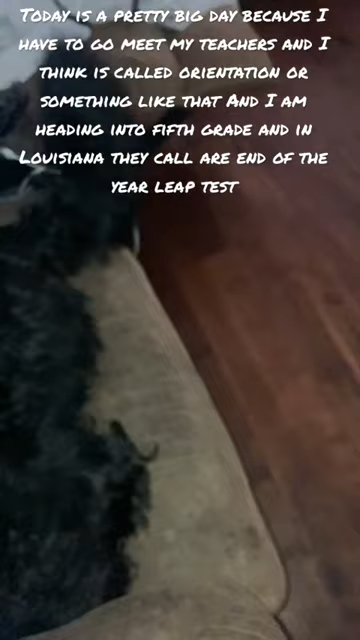 Today is a pretty big day because I
have to go meet my teachers and I
think is called orientation or
something like that And I am
heading into fifth grade and in
Louisiana they call are end of the
year leap test